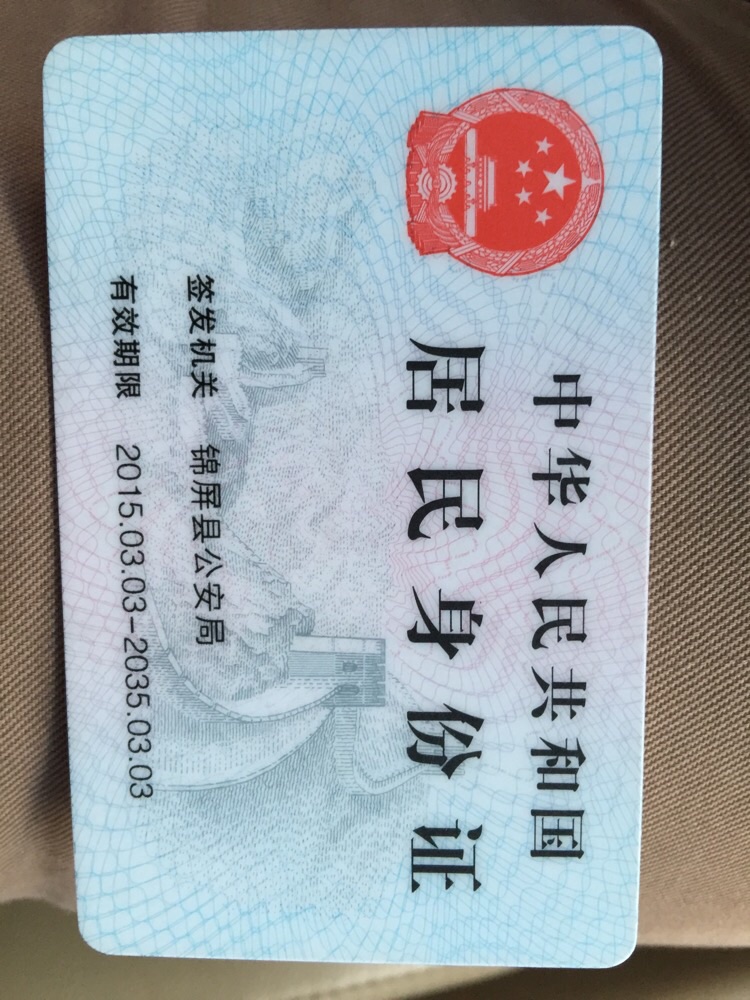 中华人民共和国
居民身份证
签发机关 锦屏县公安局
有效期限 2015.03.03-2035.03.03